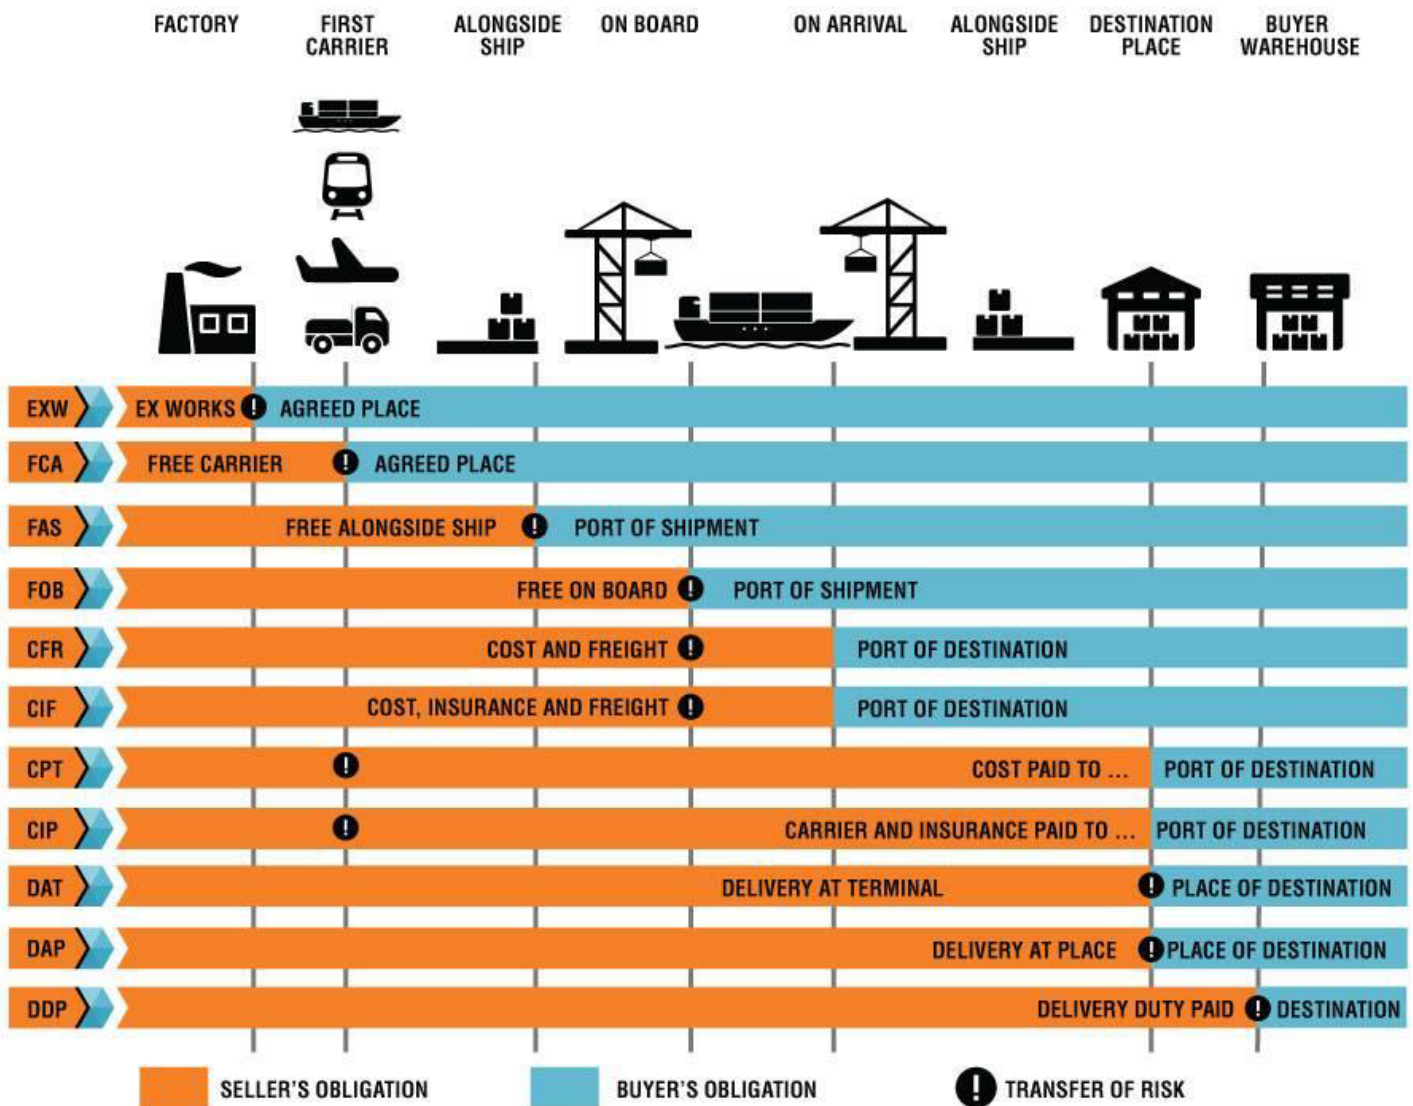 FACTORY
FIRST
CARRIER
ALONGSIDE
SHIP
ON BOARD
ON ARRIVAL
ALONGSIDE
SHIP
DESTINATION
PLACE
BUYER
WAREHOUSE
EXW EX WORKS ! AGREED PLACE
FCA FREE CARRIER ! AGREED PLACE
FAS FREE ALONGSIDE SHIP ! PORT OF SHIPMENT
FOB FREE ON BOARD ! PORT OF SHIPMENT
CFR COST AND FREIGHT ! PORT OF DESTINATION
CIF COST, INSURANCE AND FREIGHT ! PORT OF DESTINATION
CPT ! COST PAID TO ... PORT OF DESTINATION
CIP ! CARRIER AND INSURANCE PAID TO ... PORT OF DESTINATION
DAT DELIVERY AT TERMINAL ! PLACE OF DESTINATION
DAP DELIVERY AT PLACE ! PLACE OF DESTINATION
DDP DELIVERY DUTY PAID ! DESTINATION
SELLER'S OBLIGATION BUYER'S OBLIGATION ! TRANSFER OF RISK